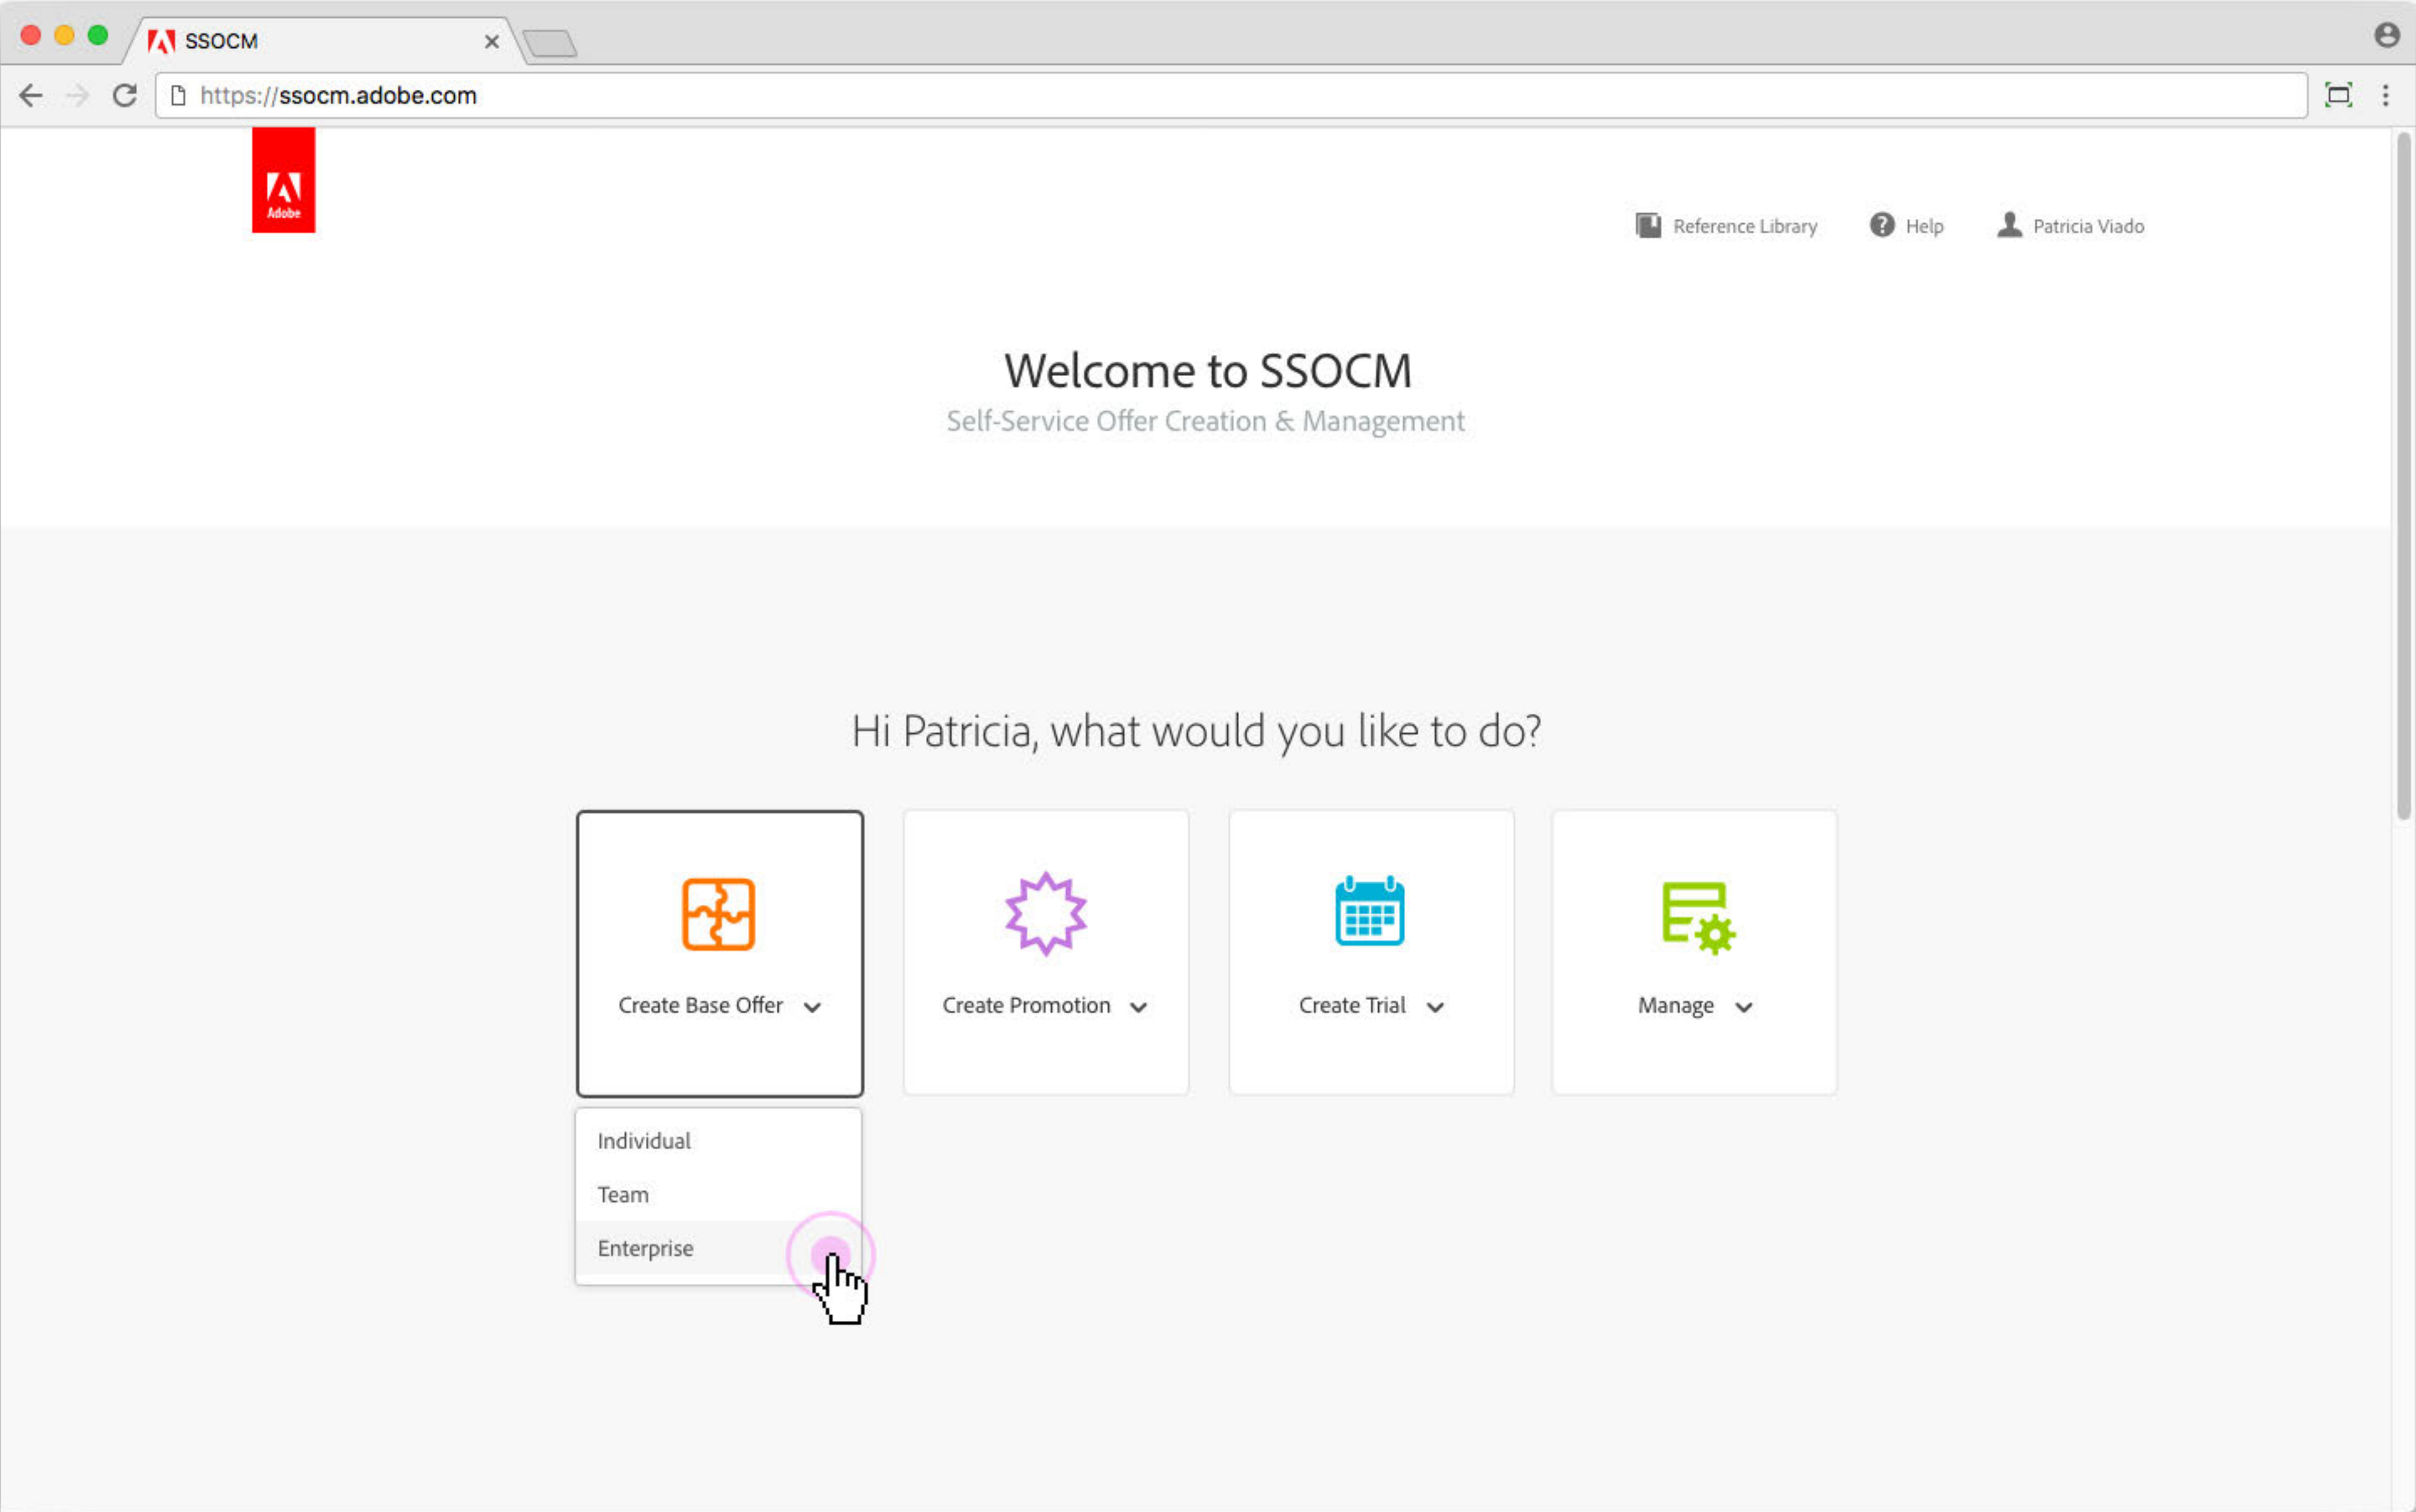 SSOCM
https://ssocm.adobe.com
Adobe
Reference Library
Help
Patricia Viado
Welcome to SSOCM
Self-Service Offer Creation & Management
Hi Patricia, what would you like to do?
Create Base Offer
Create Promotion
Create Trial
Manage
Individual
Team
Enterprise